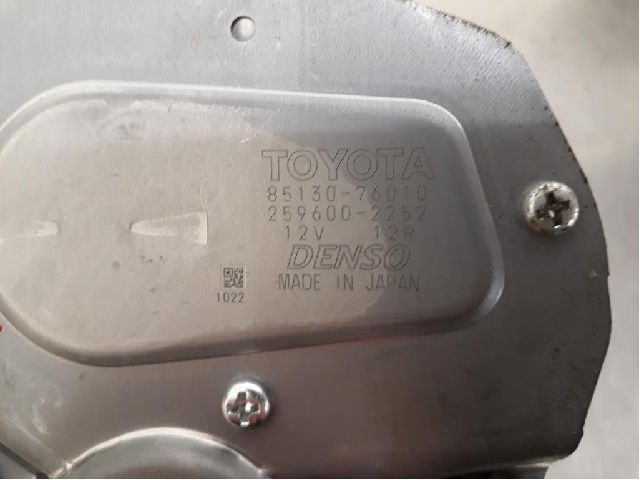 TOYOTA
85130-76010
259600-2252
12V 12R
DENSO
MADE IN JAPAN
1022